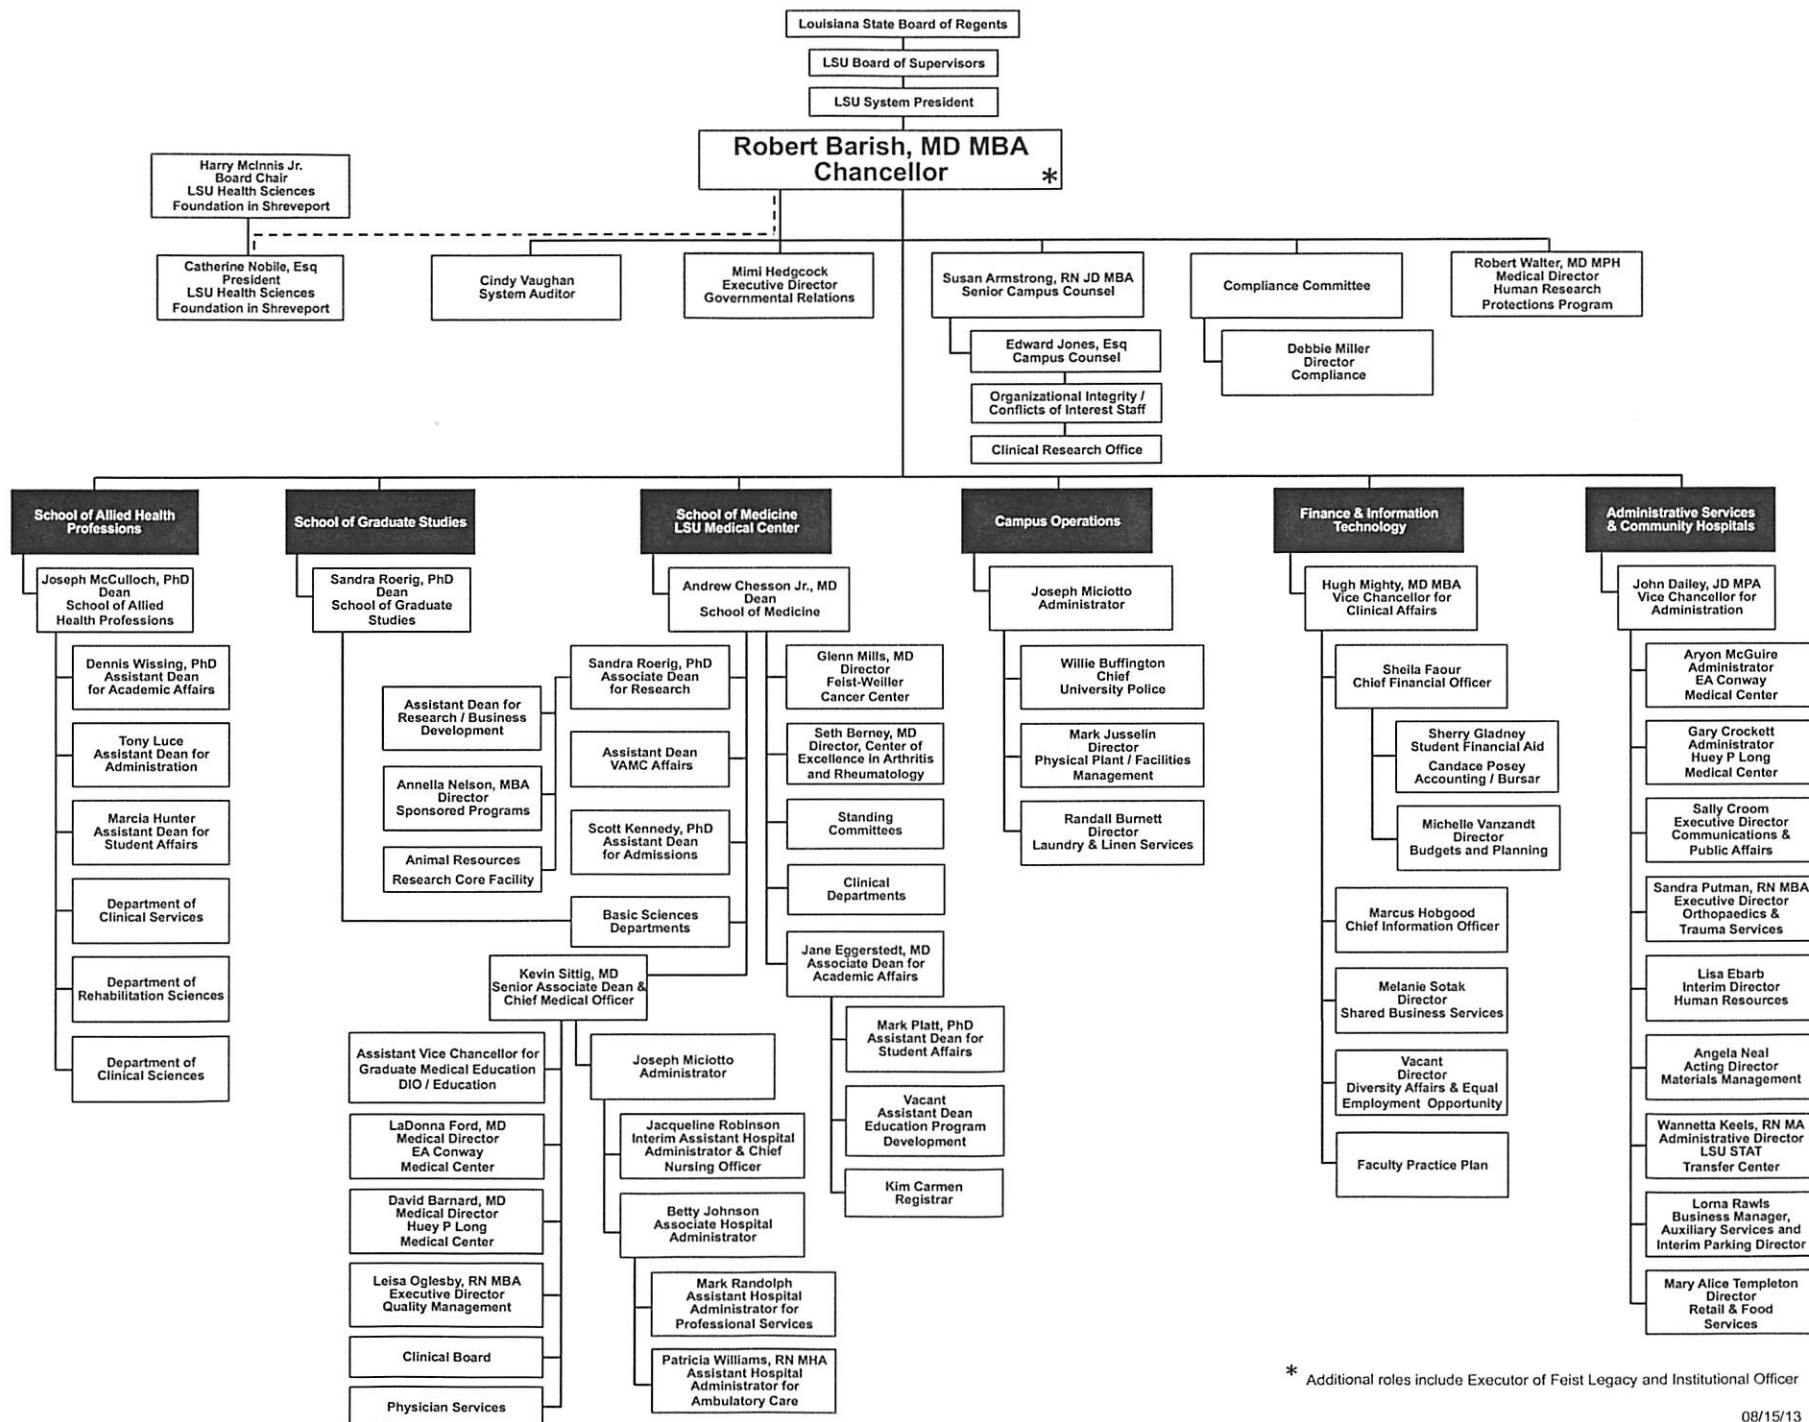 Louisiana State Board of Regents
LSU Board of Supervisors
LSU System President
Robert Barish, MD MBA
Chancellor
*
Harry McInnis Jr.
Board Chair
LSU Health Sciences
Foundation in Shreveport
Catherine Nobile, Esq
President
LSU Health Sciences
Foundation in Shreveport
Cindy Vaughan
System Auditor
Mimi Hedgcock
Executive Director
Governmental Relations
Susan Armstrong, RN JD MBA
Senior Campus Counsel
Compliance Committee
Robert Walter, MD MPH
Medical Director
Human Research
Protections Program
Edward Jones, Esq
Campus Counsel
Organizational Integrity /
Conflicts of Interest Staff
Clinical Research Office
Debbie Miller
Director
Compliance
School of Allied Health
Professions
Joseph McCulloch, PhD
Dean
School of Allied
Health Professions
Dennis Wissing, PhD
Assistant Dean
for Academic Affairs
Tony Luce
Assistant Dean for
Administration
Marcia Hunter
Assistant Dean for
Student Affairs
Department of
Clinical Services
Department of
Rehabilitation Sciences
Department of
Clinical Sciences
School of Graduate Studies
Sandra Roerig, PhD
Dean
School of Graduate
Studies
School of Medicine
LSU Medical Center
Andrew Chesson Jr., MD
Dean
School of Medicine
Sandra Roerig, PhD
Associate Dean
for Research
Assistant Dean for
Research / Business
Development
Annella Nelson, MBA
Director
Sponsored Programs
Animal Resources
Research Core Facility
Assistant Dean
VAMC Affairs
Scott Kennedy, PhD
Assistant Dean
for Admissions
Basic Sciences
Departments
Kevin Sittig, MD
Senior Associate Dean &
Chief Medical Officer
Assistant Vice Chancellor for
Graduate Medical Education
DIO / Education
LaDonna Ford, MD
Medical Director
EA Conway
Medical Center
David Barnard, MD
Medical Director
Huey P Long
Medical Center
Leisa Oglesby, RN MBA
Executive Director
Quality Management
Clinical Board
Physician Services
Joseph Miciotto
Administrator
Jacqueline Robinson
Interim Assistant Hospital
Administrator & Chief
Nursing Officer
Betty Johnson
Associate Hospital
Administrator
Mark Randolph
Assistant Hospital
Administrator for
Professional Services
Patricia Williams, RN MHA
Assistant Hospital
Administrator for
Ambulatory Care
Glenn Mills, MD
Director
Feist-Weiller
Cancer Center
Seth Berney, MD
Director, Center of
Excellence in Arthritis
and Rheumatology
Standing
Committees
Clinical
Departments
Jane Eggerstedt, MD
Associate Dean for
Academic Affairs
Mark Platt, PhD
Assistant Dean for
Student Affairs
Vacant
Assistant Dean
Education Program
Development
Kim Carmen
Registrar
Campus Operations
Joseph Miciotto
Administrator
Willie Buffington
Chief
University Police
Mark Jusselin
Director
Physical Plant / Facilities
Management
Randall Burnett
Director
Laundry & Linen Services
Finance & Information
Technology
Hugh Mighty, MD MBA
Vice Chancellor for
Clinical Affairs
Sheila Faour
Chief Financial Officer
Sherry Gladney
Student Financial Aid
Candace Posey
Accounting / Bursar
Michelle Vanzandt
Director
Budgets and Planning
Marcus Hobgood
Chief Information Officer
Melanie Sotak
Director
Shared Business Services
Vacant
Director
Diversity Affairs & Equal
Employment Opportunity
Faculty Practice Plan
Administrative Services
& Community Hospitals
John Dailey, JD MPA
Vice Chancellor for
Administration
Aryon McGuire
Administrator
EA Conway
Medical Center
Gary Crockett
Administrator
Huey P Long
Medical Center
Sally Croom
Executive Director
Communications &
Public Affairs
Sandra Putman, RN MBA
Executive Director
Orthopaedics &
Trauma Services
Lisa Ebarb
Interim Director
Human Resources
Angela Neal
Acting Director
Materials Management
Wannetta Keels, RN MA
Administrative Director
LSU STAT
Transfer Center
Lorna Rawls
Business Manager,
Auxiliary Services and
Interim Parking Director
Mary Alice Templeton
Director
Retail & Food
Services
* Additional roles include Executor of Feist Legacy and Institutional Officer
08/15/13